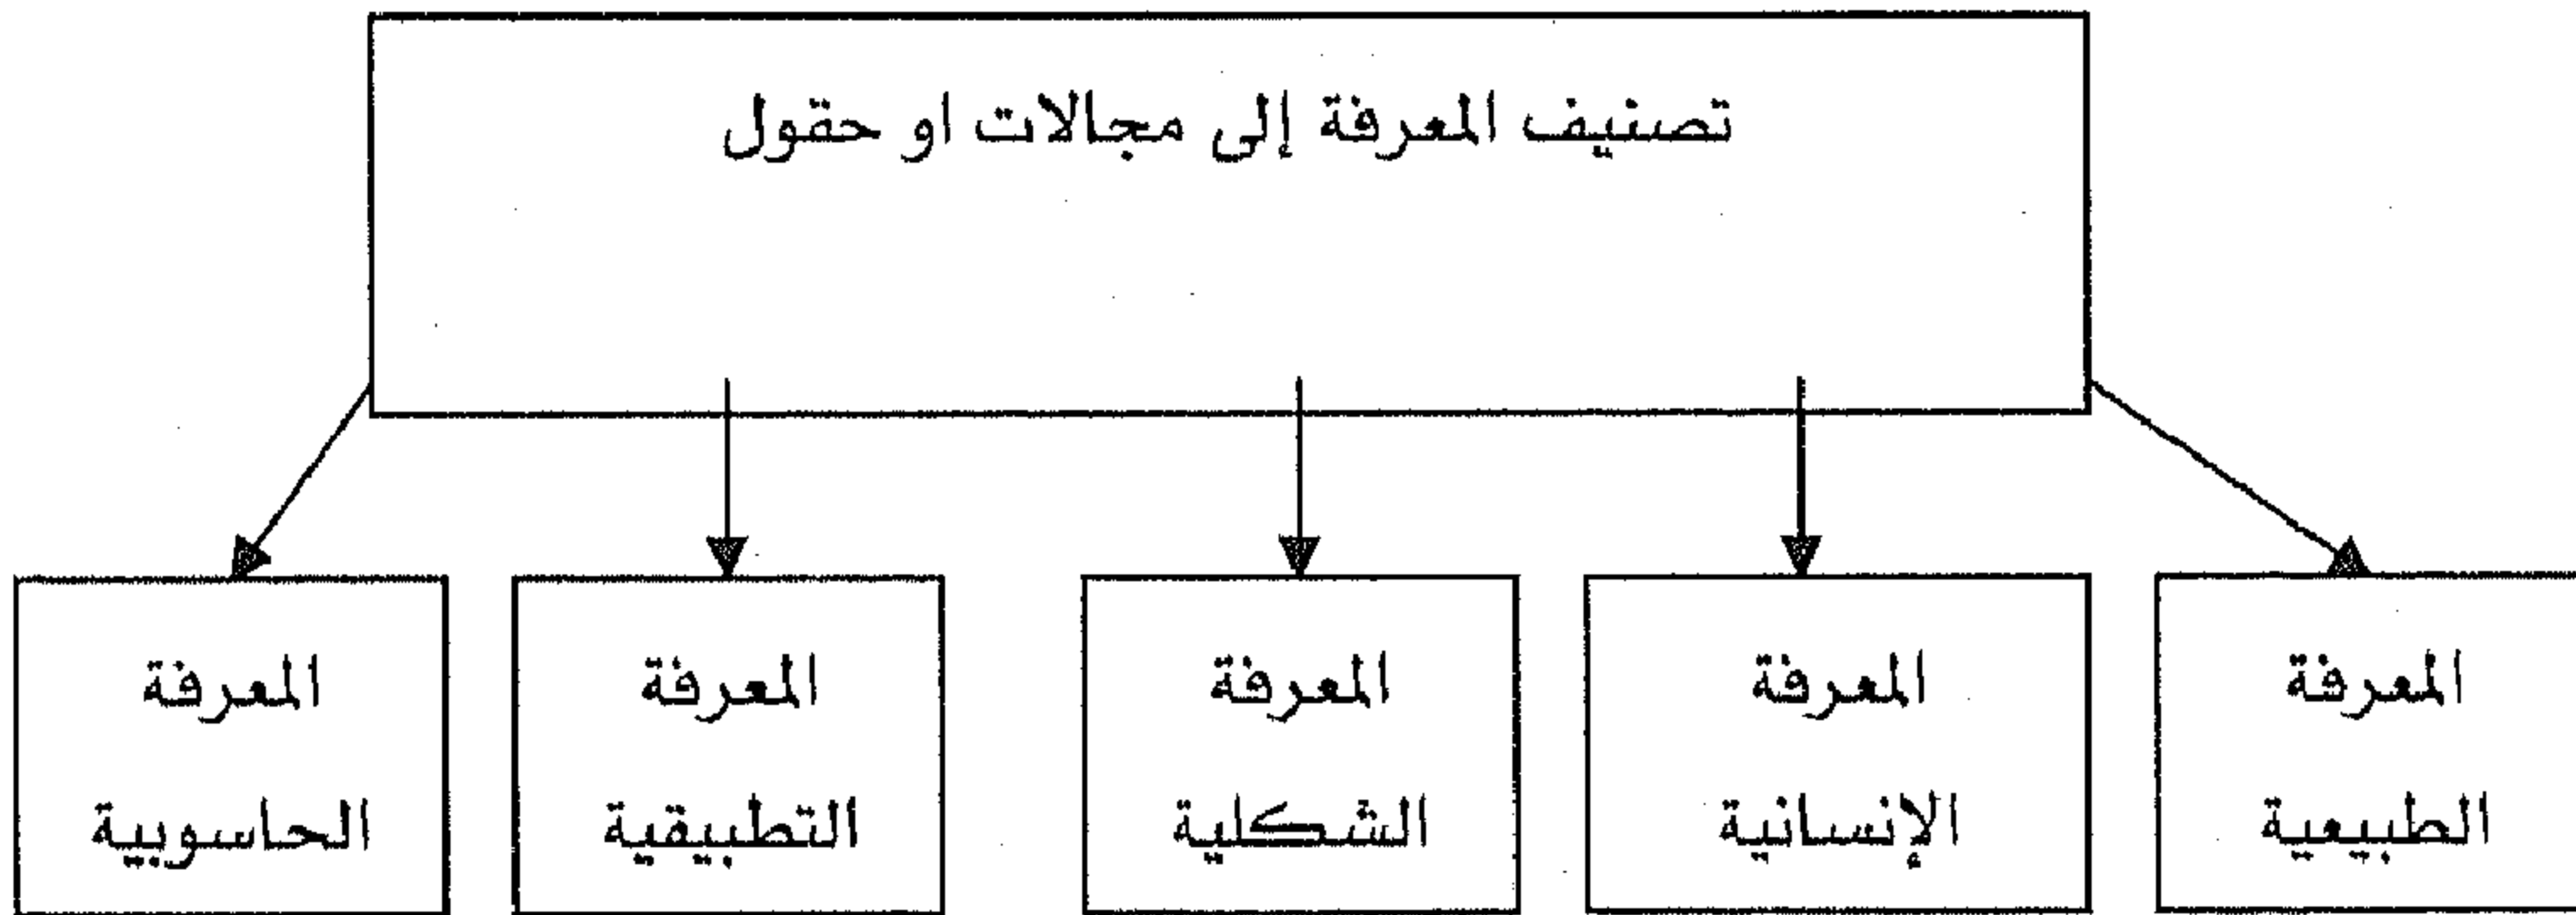 تصنيف المعرفة إلى مجالات او حقول
المعرفة
الطبيعية
المعرفة
الإنسانية
المعرفة
الشكلية
المعرفة
التطبيقية
المعرفة
الحاسوبية